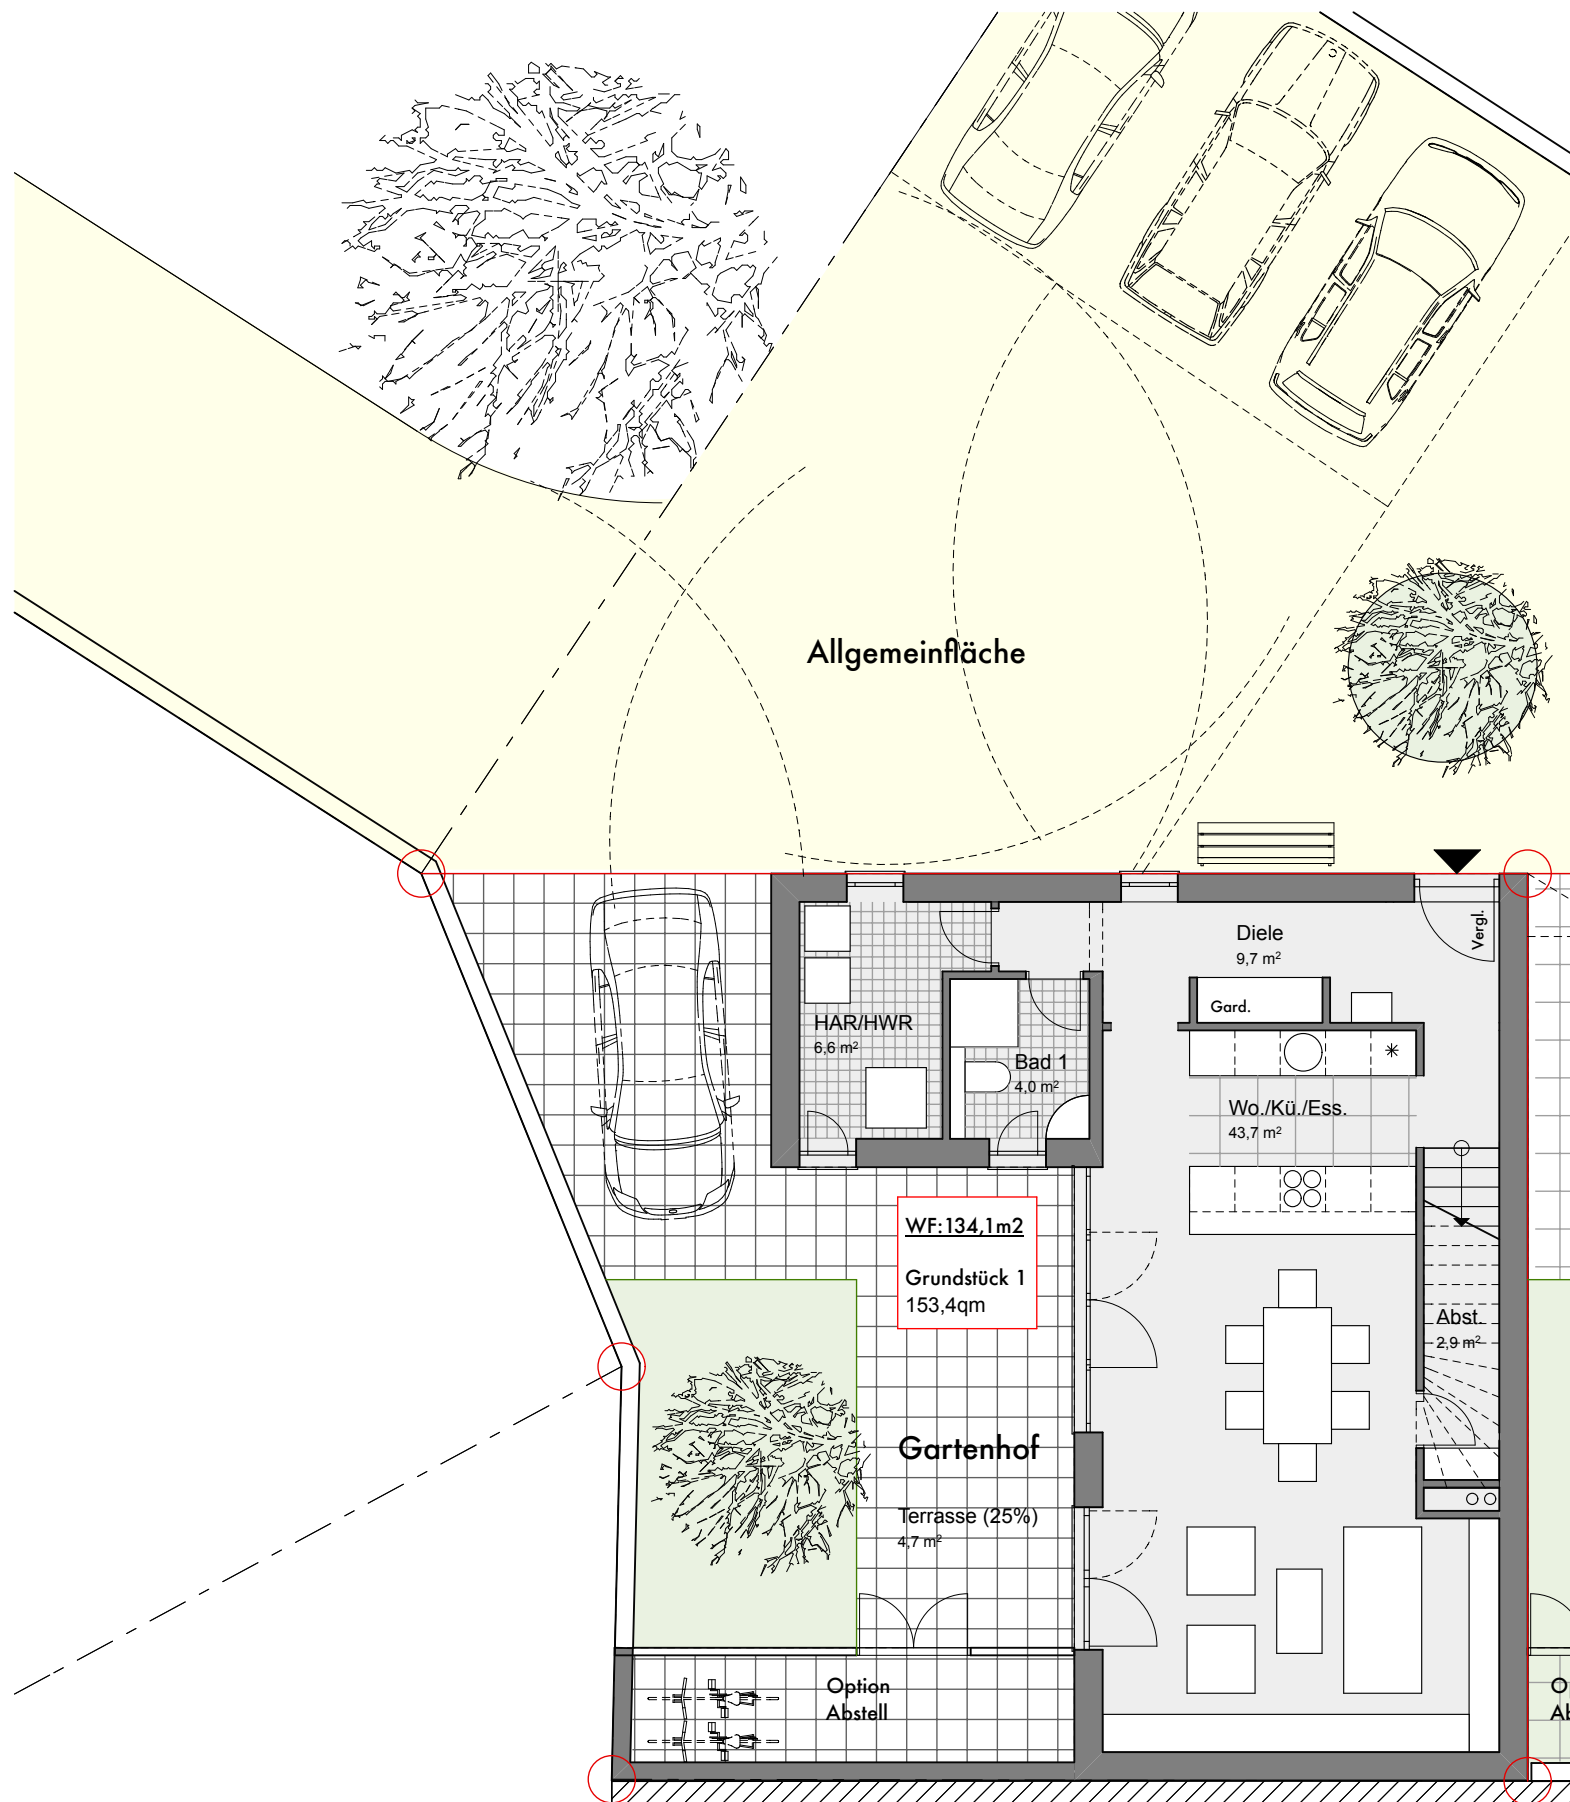 Allgemeinfläche
Diele
9,7 m²
Vergl.
Gard.
HAR/HWR
6,6 m²
Bad 1
4,0 m²
Wo./Kü./Ess.
43,7 m²
WF:134,1m2
Grundstück 1
153,4qm
Abst.
2,9 m²
Gartenhof
Terrasse (25%)
4,7 m²
Option
Abstell
O
Ab